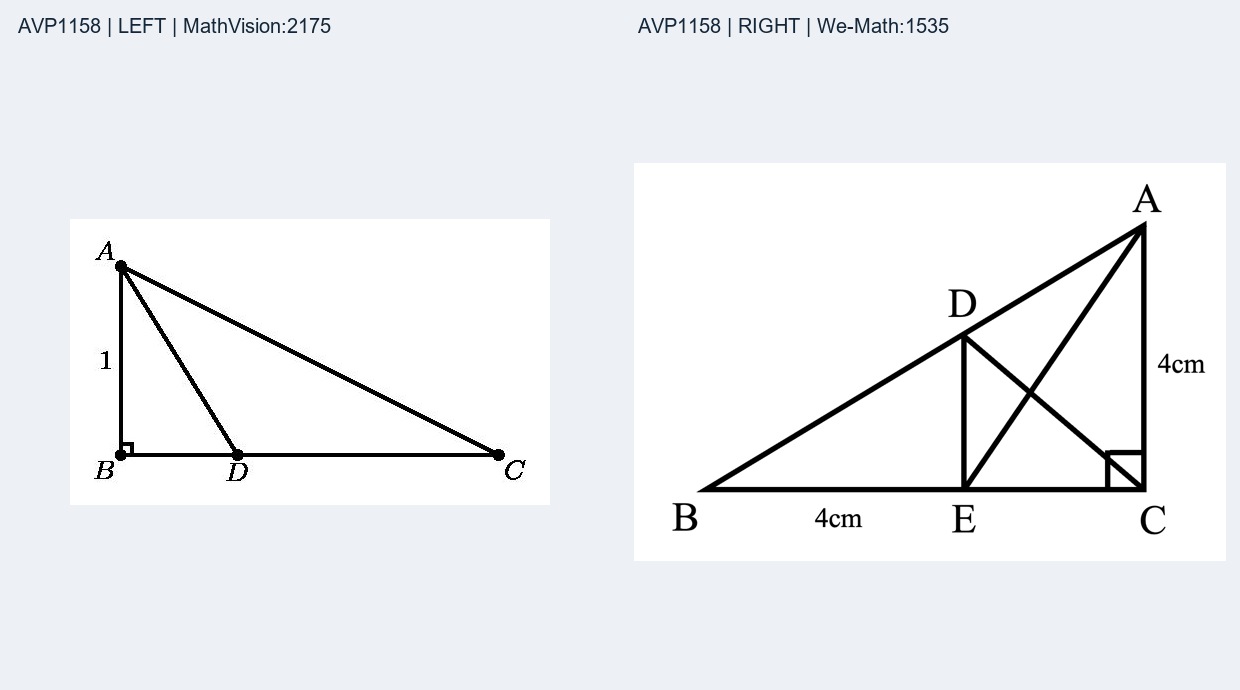 AVP1158 | LEFT | MathVision:2175
A
1
B
D
C
AVP1158 | RIGHT | We-Math:1535
A
D
4cm
B
4cm
E
C